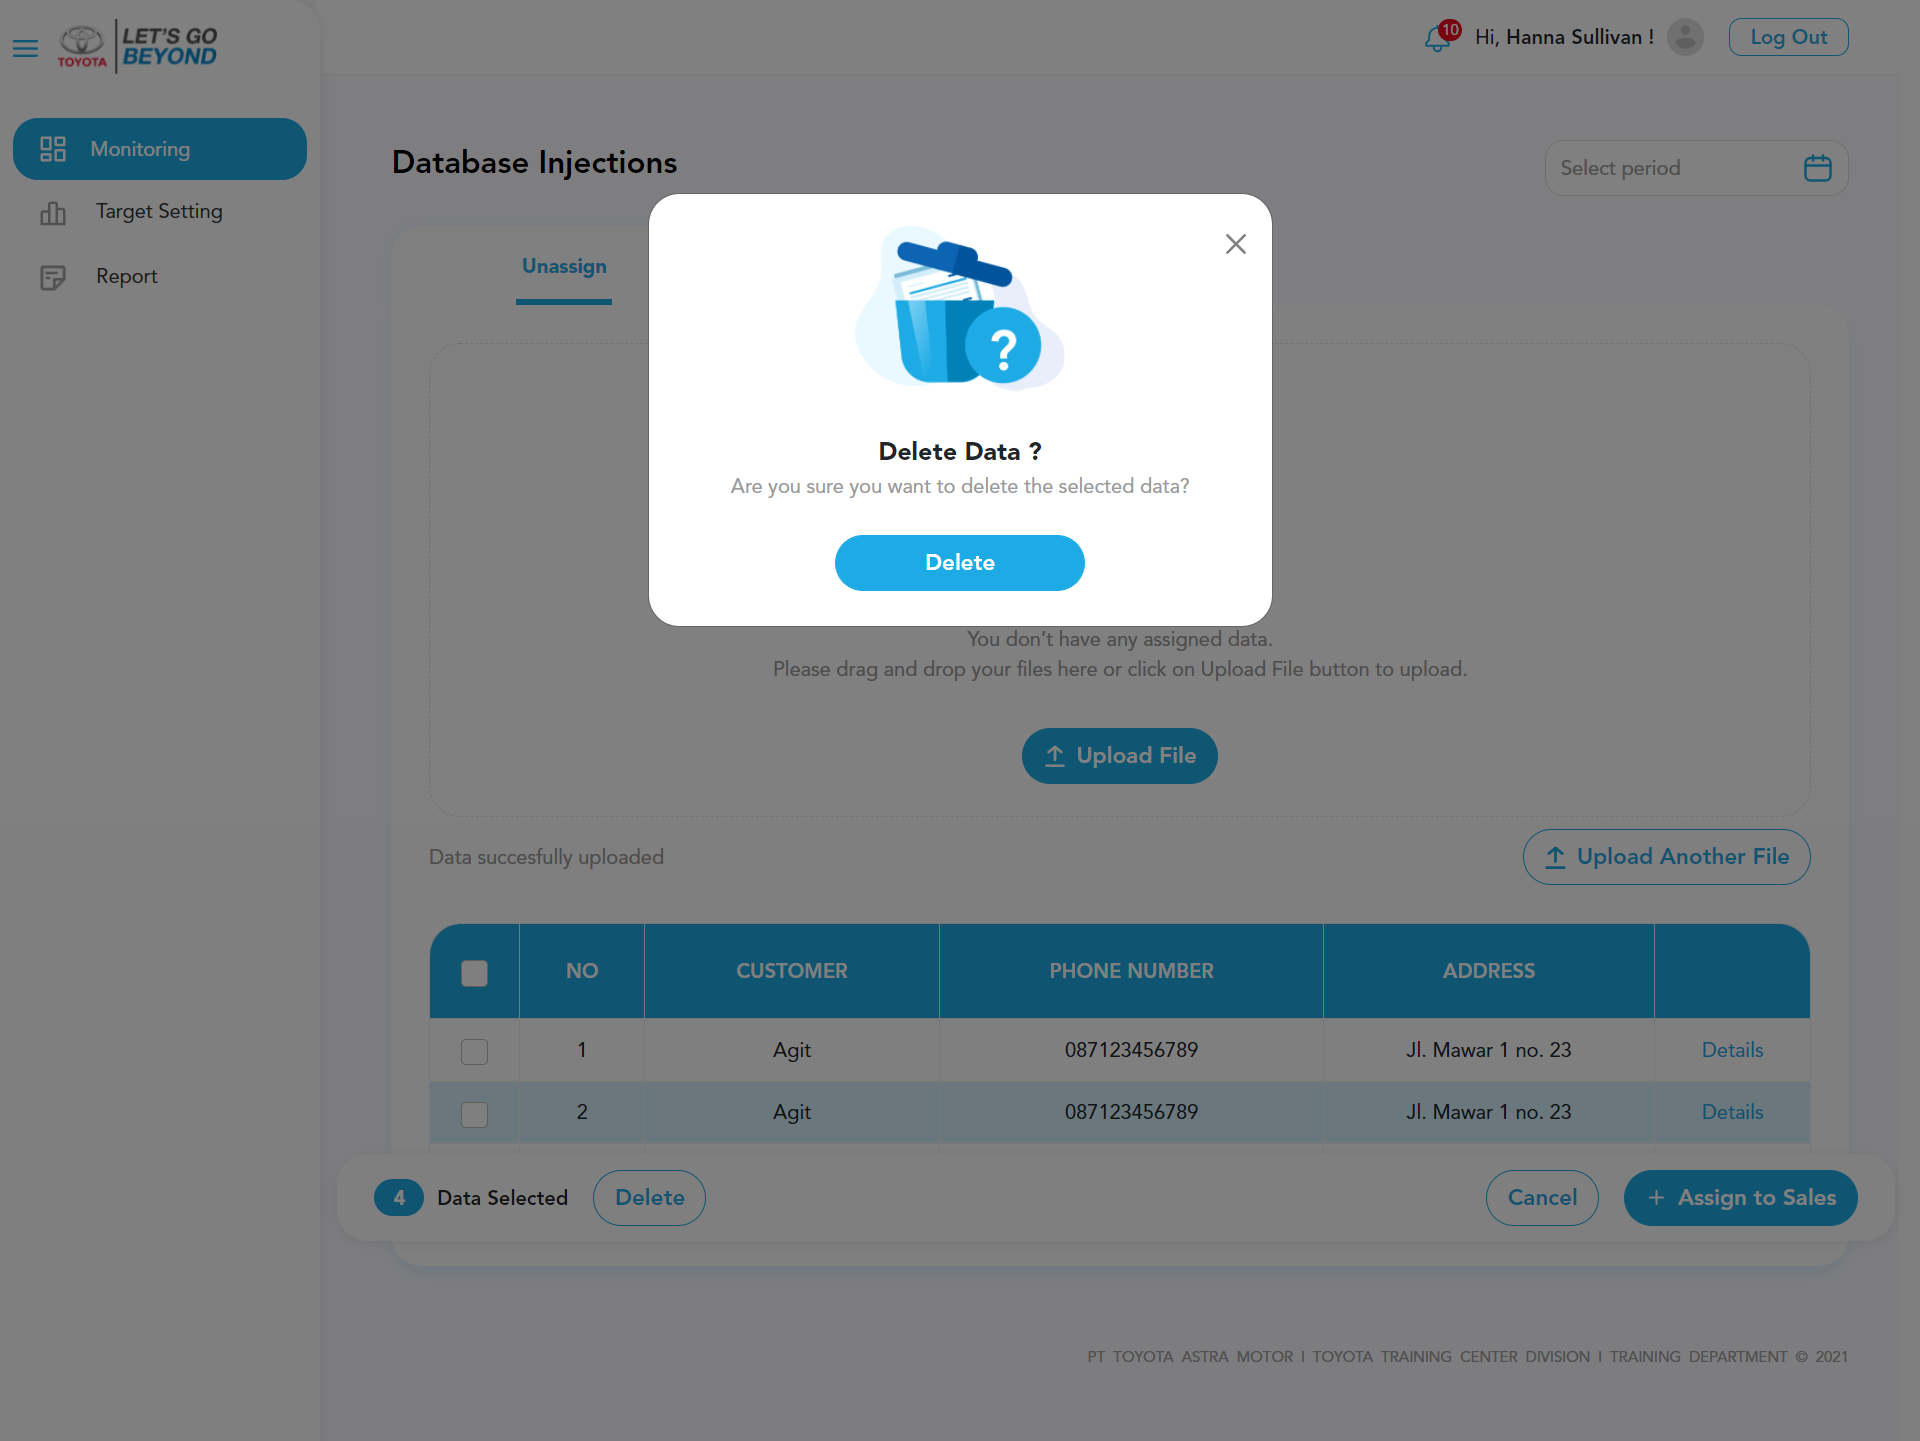 TOYOTA
LET'S GO
BEYOND
10
Hi, Hanna Sullivan !
Log Out
Monitoring
Target Setting
Report
Database Injections
Select period
Unassign
?
Delete Data ?
Are you sure you want to delete the selected data?
Delete
You don't have any assigned data.
Please drag and drop your files here or click on Upload File button to upload.
Upload File
Data succesfully uploaded
Upload Another File
NO CUSTOMER PHONE NUMBER ADDRESS
1 Agit 087123456789 Jl. Mawar 1 no. 23 Details
2 Agit 087123456789 Jl. Mawar 1 no. 23 Details
4 Data Selected Delete Cancel + Assign to Sales
PT TOYOTA ASTRA MOTOR I TOYOTA TRAINING CENTER DIVISION I TRAINING DEPARTMENT © 2021